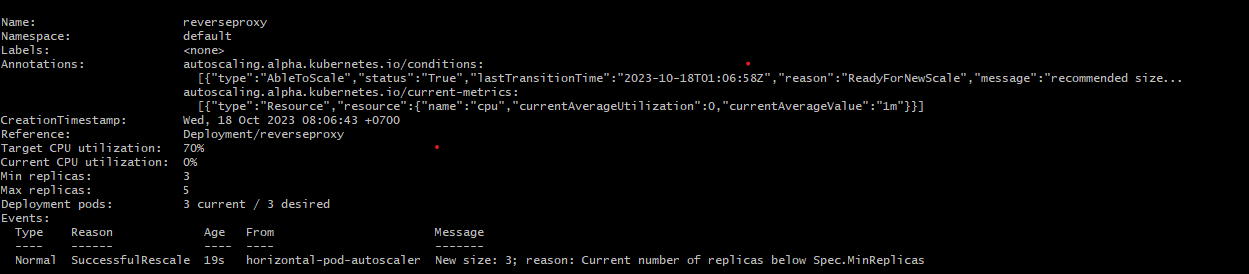 Name: reverseproxy
Namespace: default
Labels: <none>
Annotations: autoscaling.alpha.kubernetes.io/conditions:
[{"type":"AbleToScale","status":"True","lastTransitionTime":"2023-10-18T01:06:58Z","reason":"ReadyForNewScale","message":"recommended size...
autoscaling.alpha.kubernetes.io/current-metrics:
[{"type":"Resource","resource":{"name":"cpu","currentAverageUtilization":0,"currentAverageValue":"1m"}}]
CreationTimestamp: Wed, 18 Oct 2023 08:06:43 +0700
Reference: Deployment/reverseproxy
Target CPU utilization: 70%
Current CPU utilization: 0%
Min replicas: 3
Max replicas: 5
Deployment pods: 3 current / 3 desired
Events:
Type Reason Age From Message
---- ------ ---- ---- -------
Normal SuccessfulRescale 19s horizontal-pod-autoscaler New size: 3; reason: Current number of replicas below Spec.MinReplicas